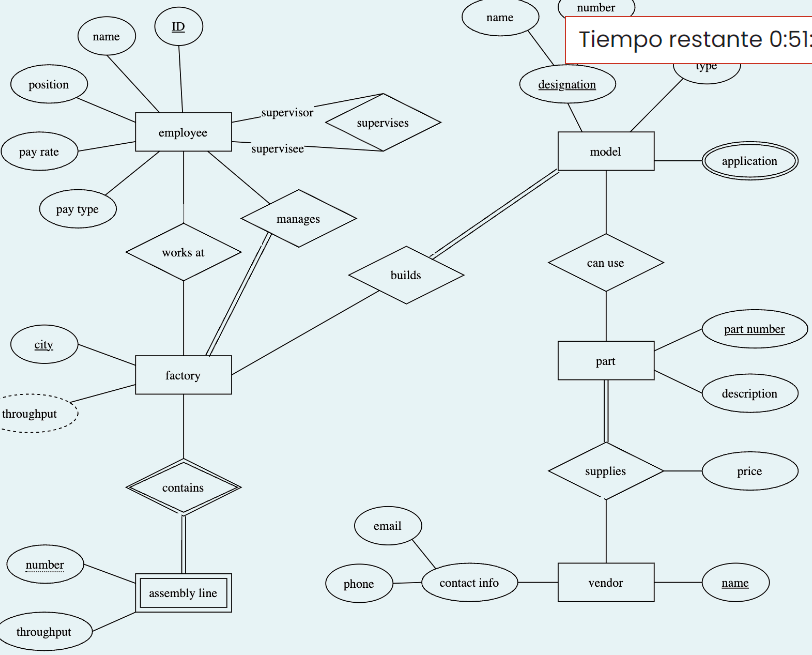 ID
name
number
name
Tiempo restante 0:51:
type
position
designation
supervisor
employee
supervises
pay rate
supervisee
model
application
pay type
manages
works at
builds
can use
part number
city
factory
part
description
throughput
contains
supplies
price
email
number
phone
contact info
vendor
name
assembly line
throughput